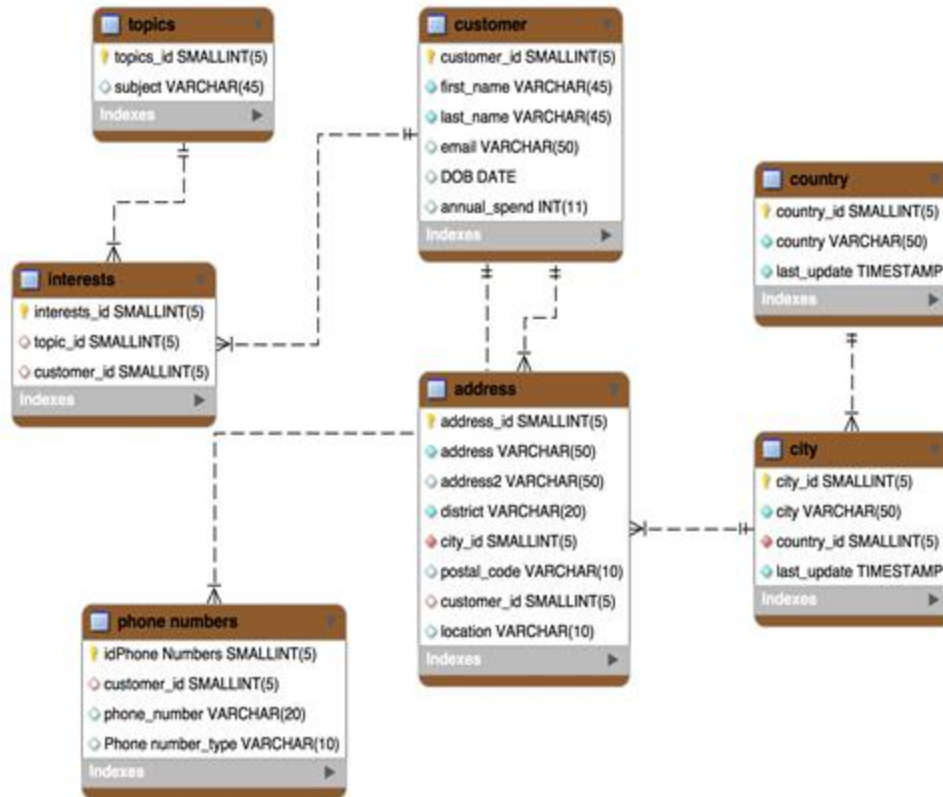 topics
topics_id SMALLINT(5)
subject VARCHAR(45)
Indexes
customer
customer_id SMALLINT(5)
first_name VARCHAR(45)
last_name VARCHAR(45)
email VARCHAR(50)
DOB DATE
annual_spend INT(11)
Indexes
country
country_id SMALLINT(5)
country VARCHAR(50)
last_update TIMESTAMP
Indexes
interests
interests_id SMALLINT(5)
topic_id SMALLINT(5)
customer_id SMALLINT(5)
Indexes
address
address_id SMALLINT(5)
address VARCHAR(50)
address2 VARCHAR(50)
district VARCHAR(20)
city_id SMALLINT(5)
postal_code VARCHAR(10)
customer_id SMALLINT(5)
location VARCHAR(10)
Indexes
city
city_id SMALLINT(5)
city VARCHAR(50)
country_id SMALLINT(5)
last_update TIMESTAMP
Indexes
phone numbers
idPhone Numbers SMALLINT(5)
customer_id SMALLINT(5)
phone_number VARCHAR(20)
Phone number_type VARCHAR(10)
Indexes